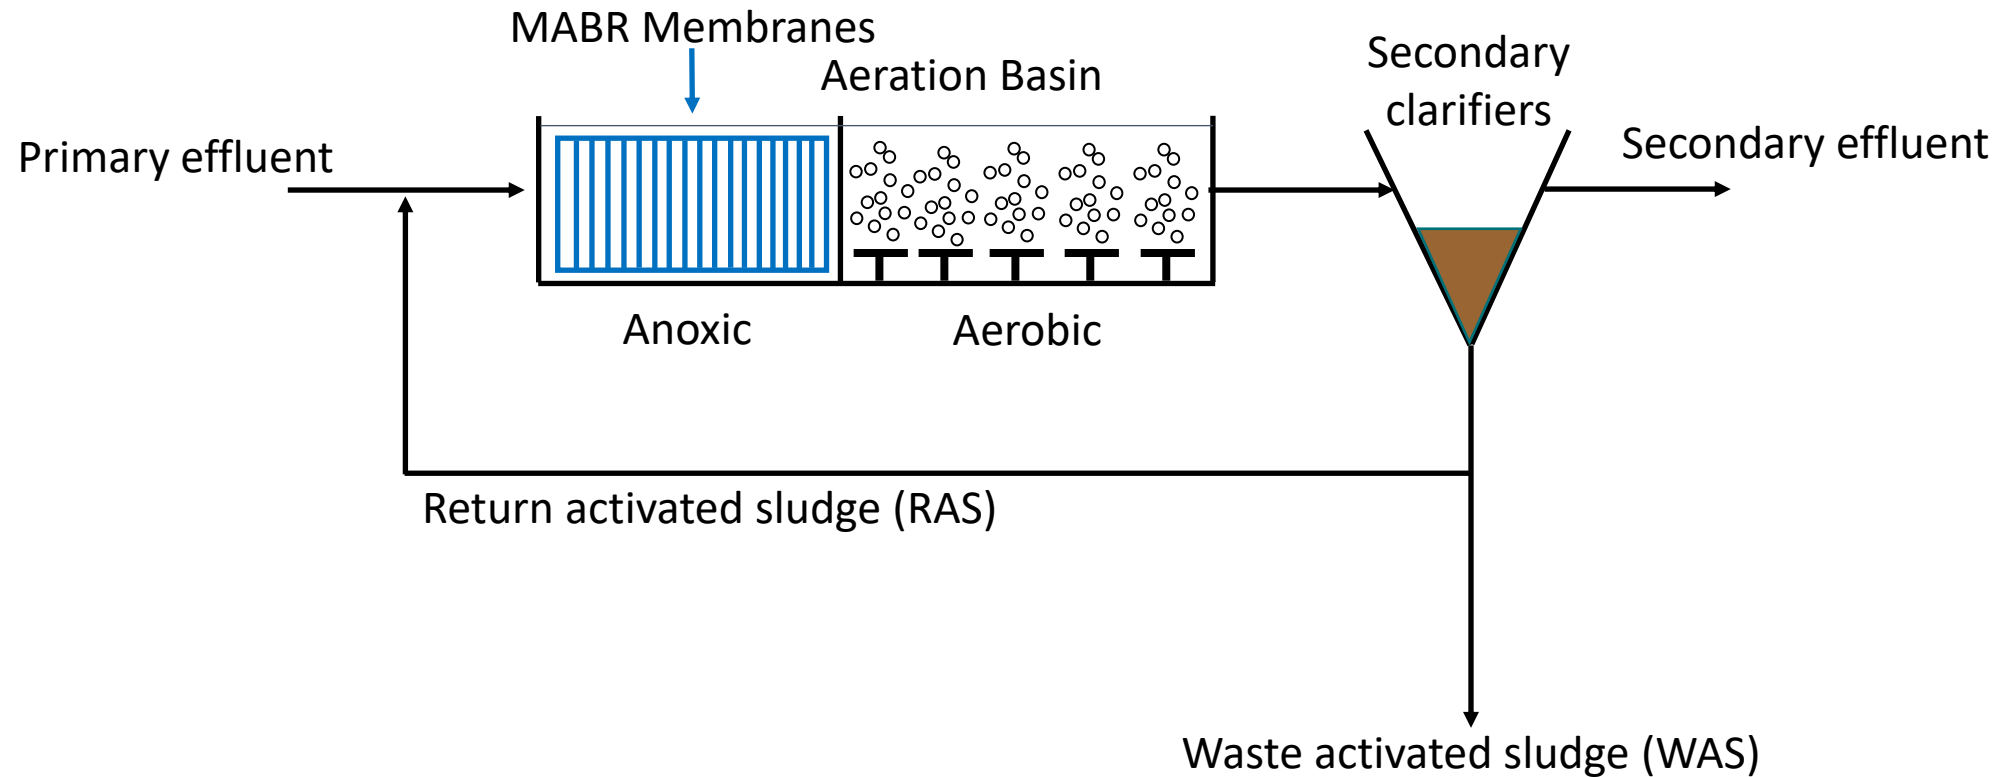 MABR Membranes
Aeration Basin
Secondary
clarifiers
Primary effluent
Secondary effluent
Anoxic
Aerobic
Return activated sludge (RAS)
Waste activated sludge (WAS)